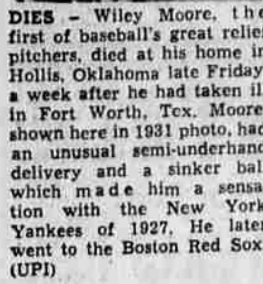 DIES – Wiley Moore, the
first of baseball's great relie
pitchers, died at his home in
Hollis, Oklahoma late Friday
a week after he had taken il
in Fort Worth, Tex. Moore
shown here in 1931 photo, had
an unusual semi-underhand
delivery and a sinker bal
which made him a sensa
tion with the New York
Yankees of 1927. He later
went to the Boston Red Sox
(UPI)